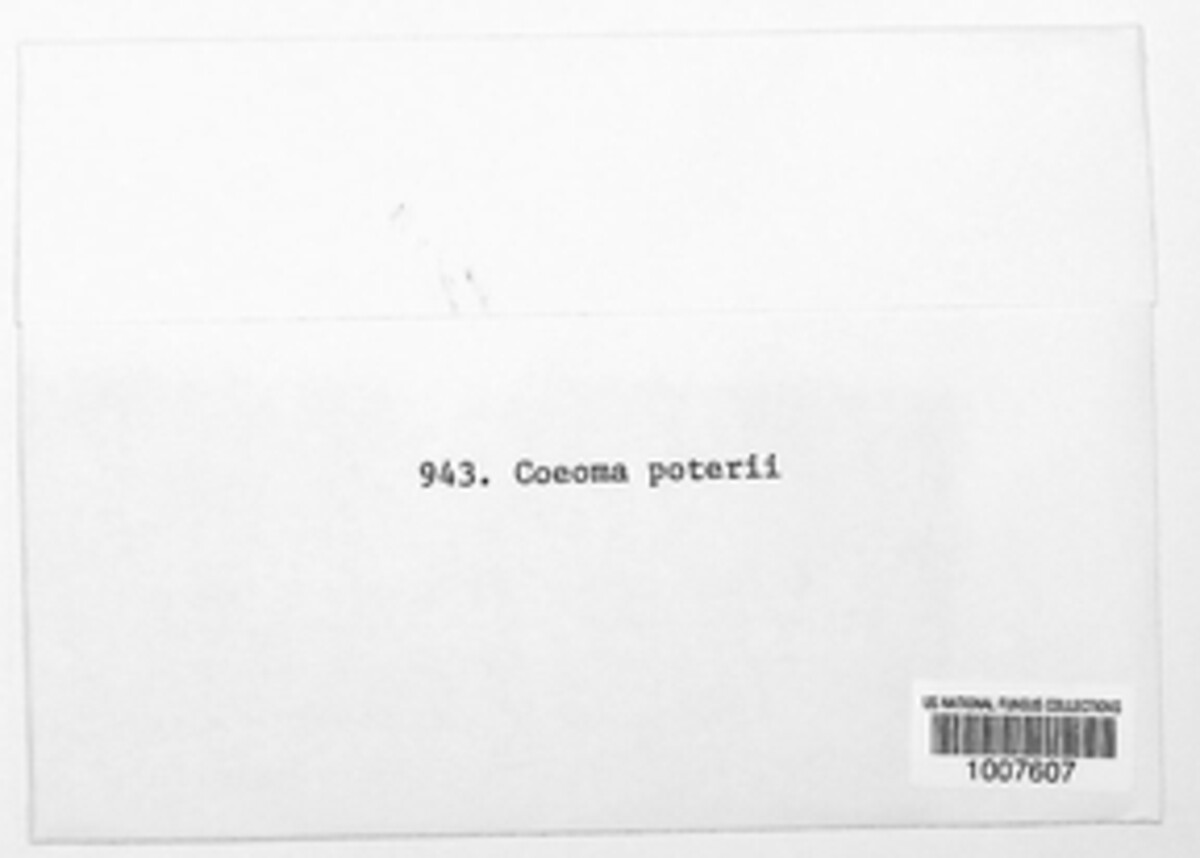 943. Coeoma poterii
US NATIONAL FUNGUS COLLECTIONS
1007607